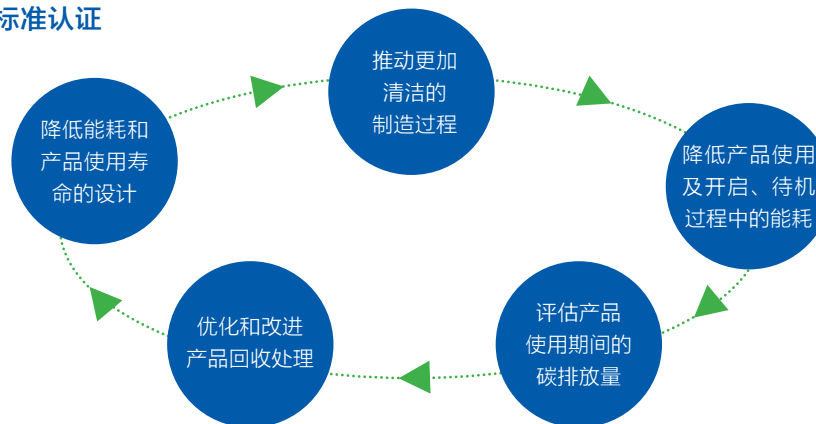 标准认证
推动更加
清洁的
制造过程
降低能耗和
产品使用寿
命的设计
降低产品使用
及开启、待机
过程中的能耗
评估产品
使用期间的
碳排放量
优化和改进
产品回收处理